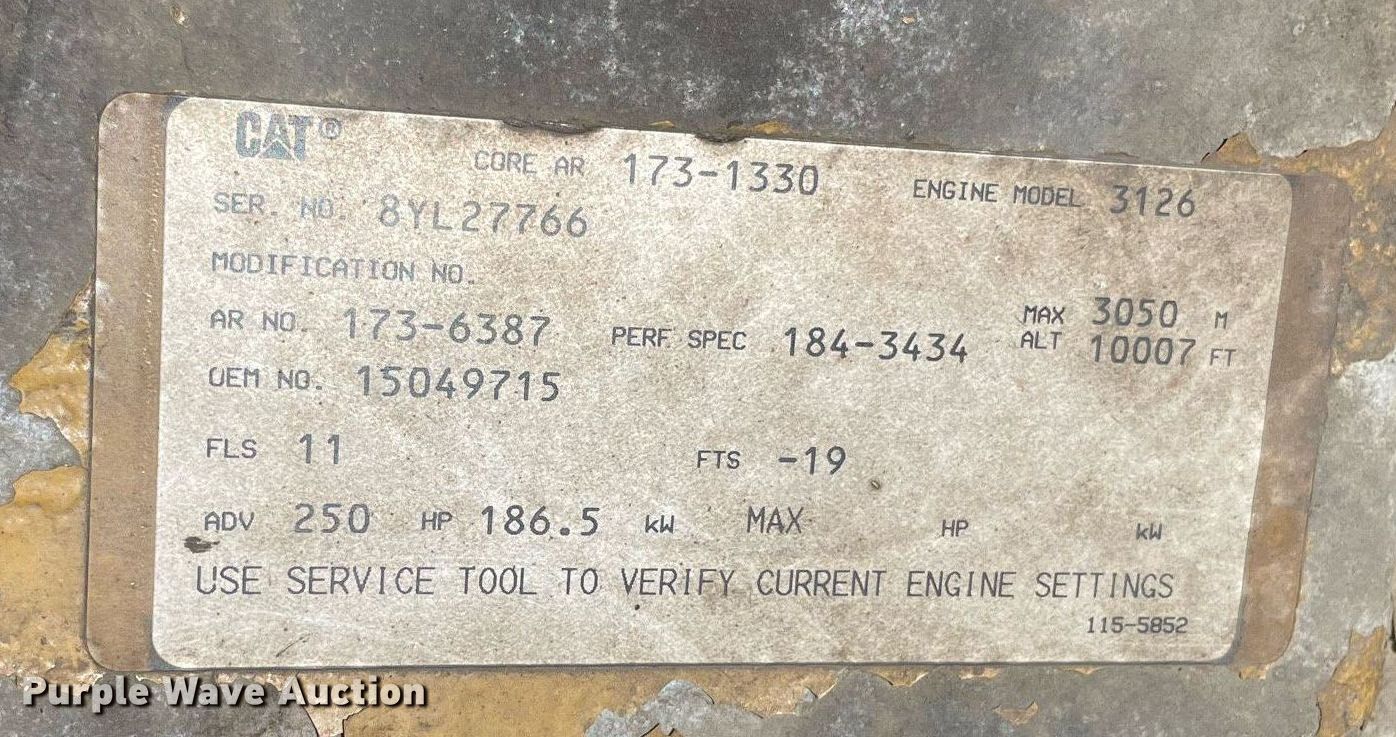 CAT®
CORE AR 173-1330 ENGINE MODEL 3126
SER. NO. 8YL27766
MODIFICATION NO.
AR NO. 173-6387 PERF SPEC 184-3434 MAX ALT 3050 M 10007 FT
OEM NO. 15049715
FLS 11 FTS -19
ADV 250 HP 186.5 kW MAX HP kW
USE SERVICE TOOL TO VERIFY CURRENT ENGINE SETTINGS
115-5852
Purple Wave Auction